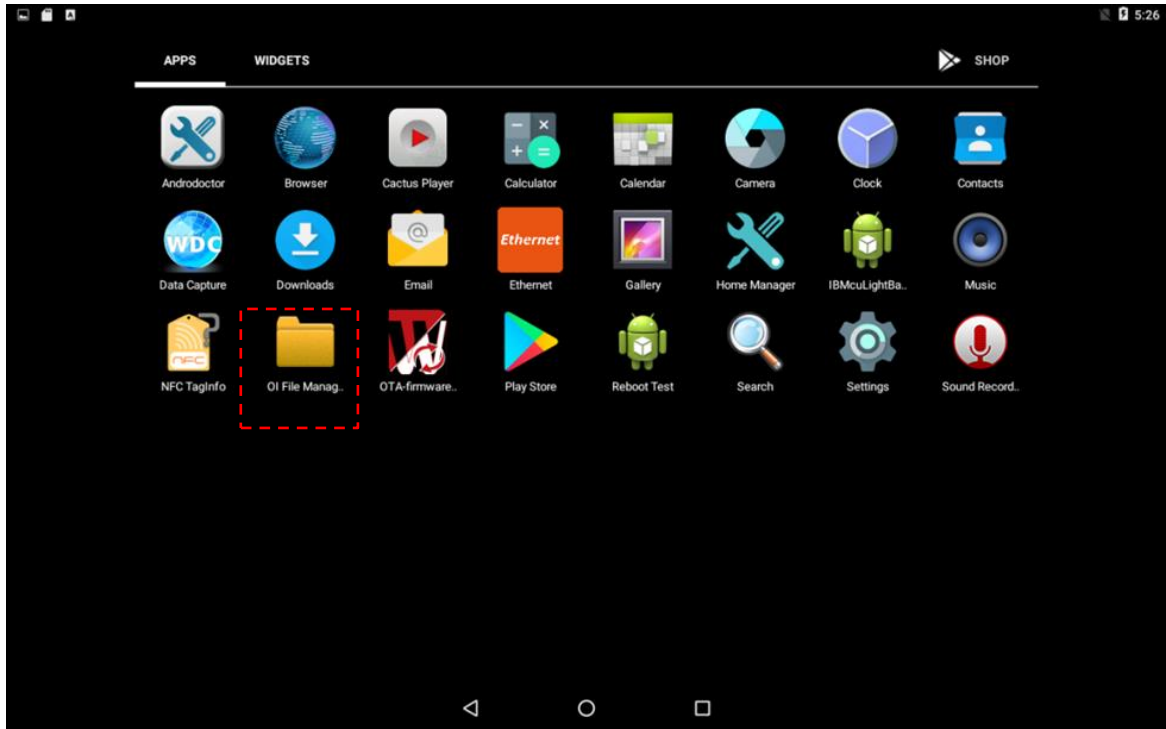 5:26
APPS WIDGETS SHOP
Androdoctor Browser Cactus Player Calculator Calendar Camera Clock Contacts
WDC @ Ethernet
Data Capture Downloads Email Ethernet Gallery Home Manager IBMcuLightBa.. Music
NFC
NFC TagInfo OI File Manag.. OTA-firmware.. Play Store Reboot Test Search Settings Sound Record..